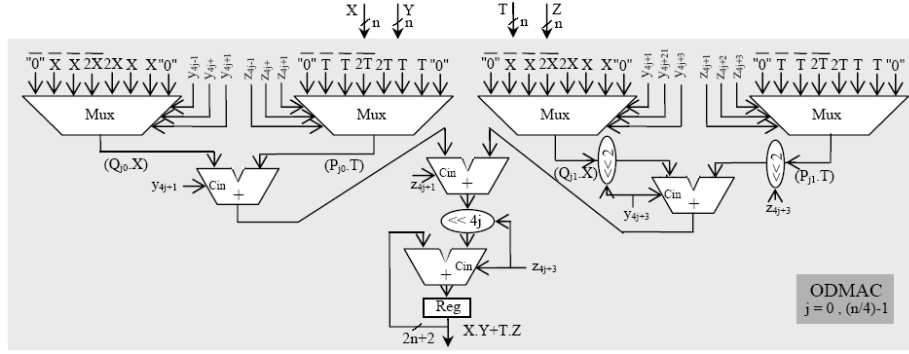 X Y T Z
n n n n
"0" X X 2X 2X X X "0" y4j-1 y4j+ y4j+1 z4j-1 z4j+ z4j+1 "0" T T 2T 2T T T "0" "0" X X 2X 2X X X "0" y4j+1 y4j+21 y4j+3 z4j+1 z4j+2 z4j+3 "0" T T 2T 2T T T "0"
Mux Mux Mux Mux
(Qj0.X) (Pj0.T) (Qj1.X) << 2 << 2 (Pj1.T)
y4j+1 Cin + z4j+1 Cin + Cin +
y4j+3 z4j+3
<< 4j
Cin + z4j+3
Reg
2n+2 X.Y+T.Z
ODMAC
j = 0 , (n/4)-1